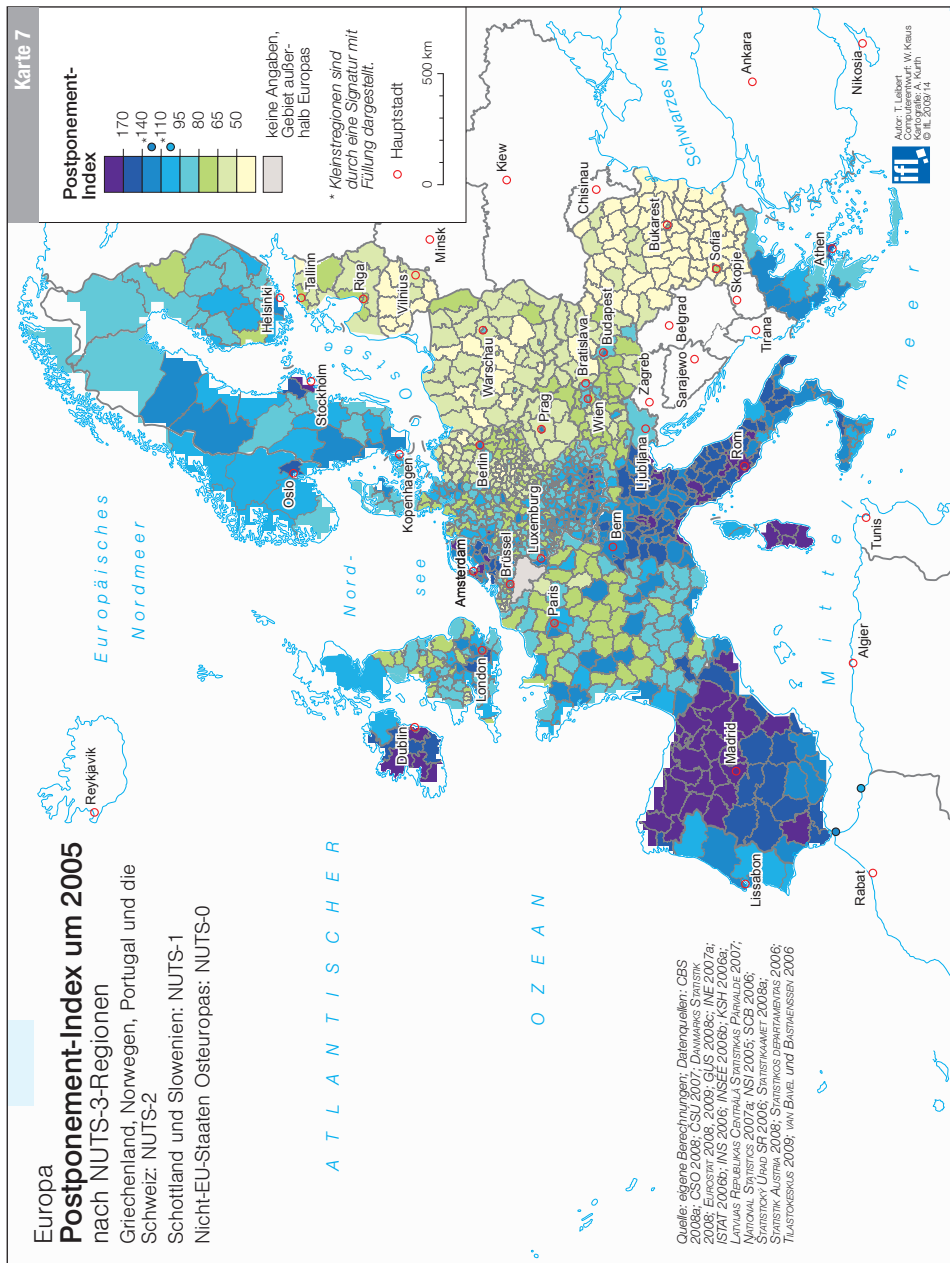 Karte 7
Europa
Postponement-Index um 2005
nach NUTS-3-Regionen
Griechenland, Norwegen, Portugal und die
Schweiz: NUTS-2
Schottland und Slowenien: NUTS-1
Nicht-EU-Staaten Osteuropas: NUTS-0
Postponement-
Index
170
*140
*110
95
80
65
50
keine Angaben,
Gebiet außer-
halb Europas
* Kleinstregionen sind
durch eine Signatur mit
Füllung dargestellt.
Hauptstadt
0
500 km
Europäisches
Nordmeer
Nord-
see
Ostsee
ATLANTISCHER
OZEAN
Mittelmeer
Schwarzes Meer
Reykjavik
Oslo
Stockholm
Helsinki
Tallinn
Riga
Vilnius
Minsk
Kopenhagen
Dublin
London
Amsterdam
Brüssel
Luxemburg
Paris
Berlin
Warschau
Prag
Kiew
Chisinau
Bratislava
Wien
Budapest
Bern
Ljubljana
Zagreb
Belgrad
Sarajewo
Bukarest
Sofia
Skopje
Tirana
Athen
Rom
Madrid
Lissabon
Rabat
Algier
Tunis
Ankara
Nikosia
Quelle: eigene Berechnungen; Datenquellen: CBS
2008a; CSO 2008; ČSU 2007; Danmarks Statistik
2008; Eurostat 2008, 2009; GUS 2008c; INE 2007a;
ISTAT 2006b; INS 2006; INSEE 2006b; KSH 2006a;
Latvijas Republikas Centrālā Statistikas Pārvalde 2007;
National Statistics 2007a; NSI 2005; SCB 2006;
Štatistický Úrad SR 2006; Statistikaamet 2008a;
Statistik Austria 2008; Statistikos departamentas 2006;
Tilastokeskus 2009; van Bavel und Bastiaenssen 2006
ifl
Autor: T. Leibert
Computerentwurf: W. Kraus
Kartografie: A. Kurth
© IfL 2009/14